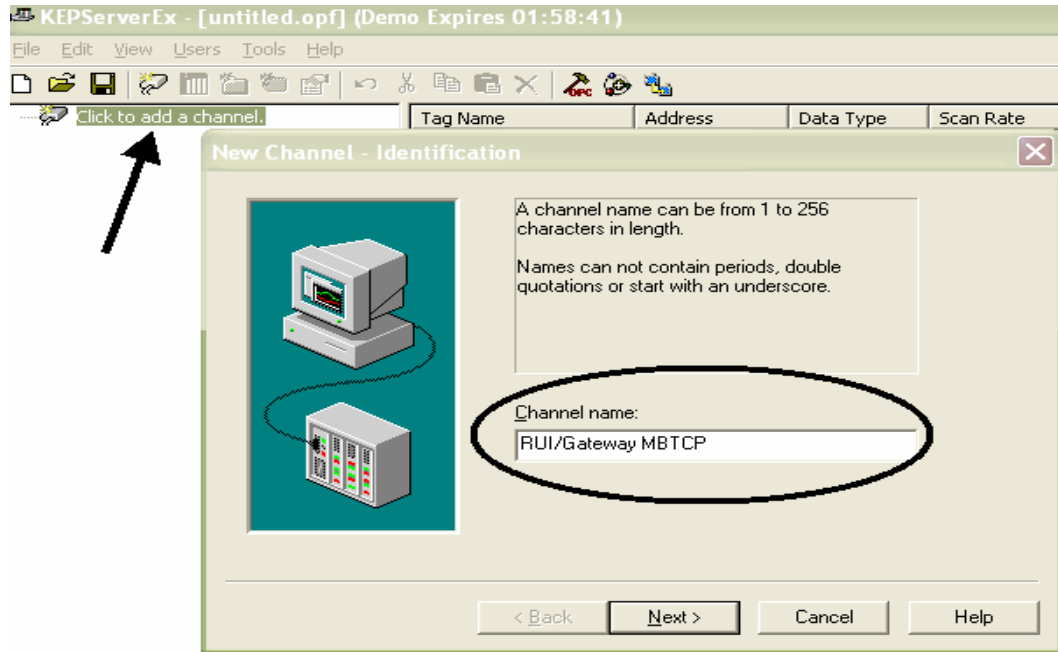 KEPServerEx - [untitled.opf] (Demo Expires 01:58:41)
File Edit View Users Tools Help
OPC
Click to add a channel.
Tag Name Address Data Type Scan Rate
New Channel - Identification
A channel name can be from 1 to 256
characters in length.
Names can not contain periods, double
quotations or start with an underscore.
Channel name:
RUI/Gateway MBTCP
< Back Next > Cancel Help